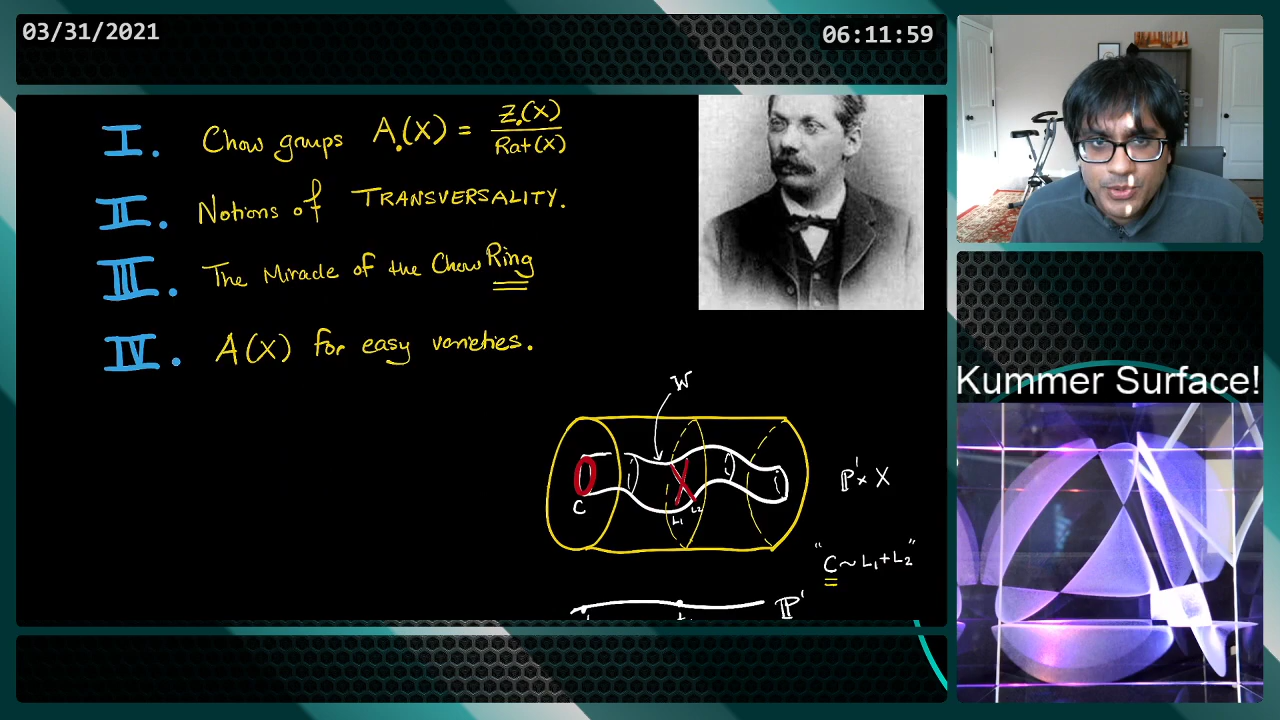 03/31/2021
06:11:59
I. Chow groups A.(X) = Z.(X) / Rat(X)
II. Notions of TRANSVERSALITY.
III. The Miracle of the Chow Ring
IV. A(X) for easy varieties.
W
C
L₁
L₂
ℙ¹ × X
"C ~ L₁ + L₂"
ℙ¹
Kummer Surface!